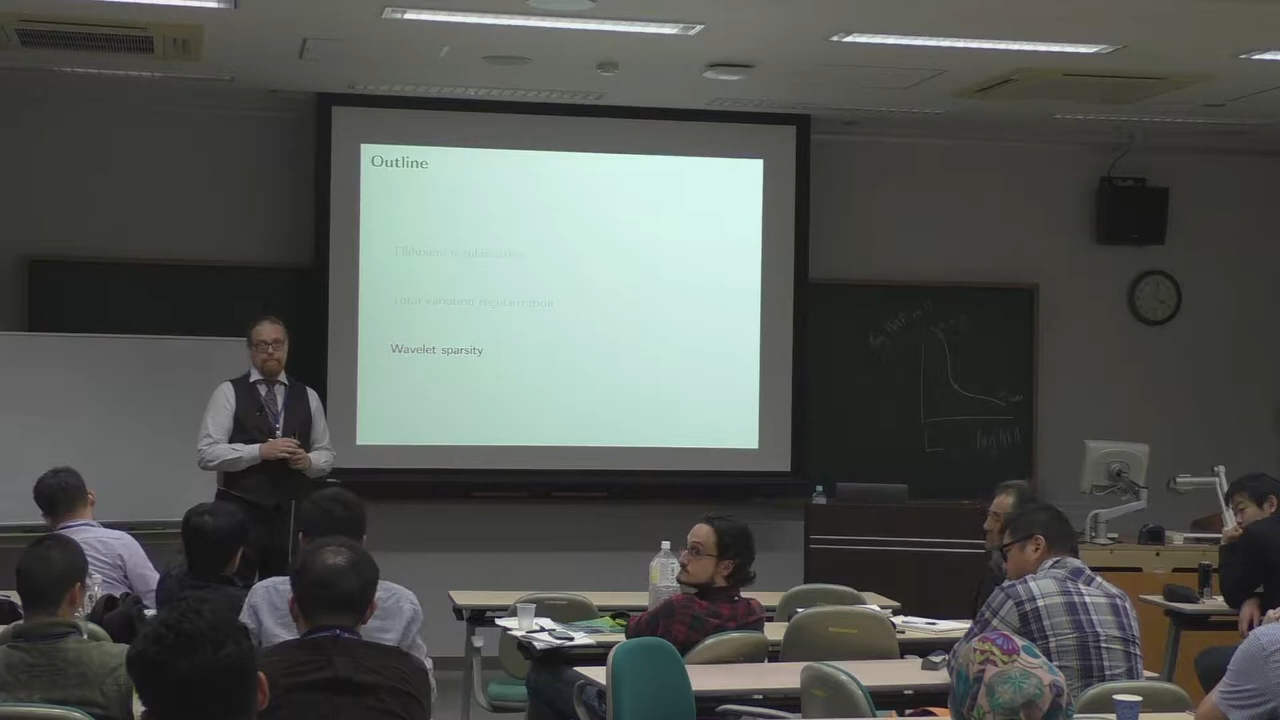 Outline
Tikhonov regularization
Total variation regularization
Wavelet sparsity